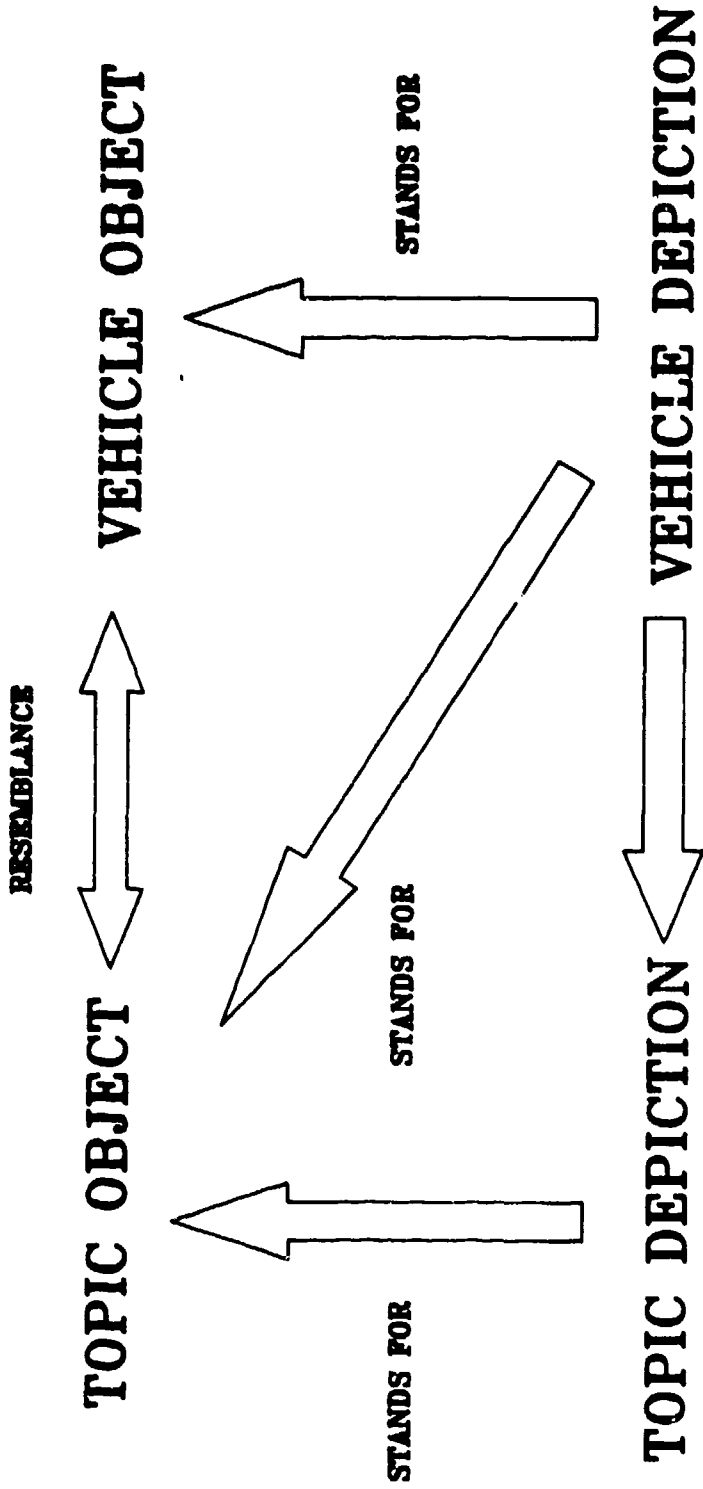 RESEMBLANCE
TOPIC OBJECT
VEHICLE OBJECT
STANDS FOR
STANDS FOR
STANDS FOR
TOPIC DEPICTION
VEHICLE DEPICTION